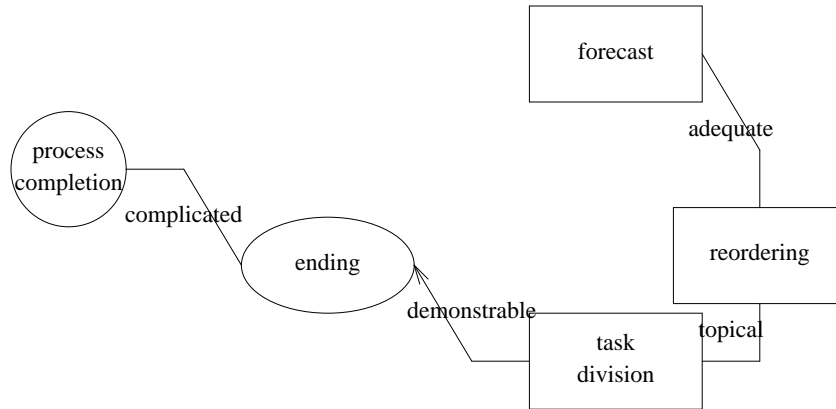 forecast
adequate
process
completion
complicated
ending
reordering
demonstrable
topical
task
division